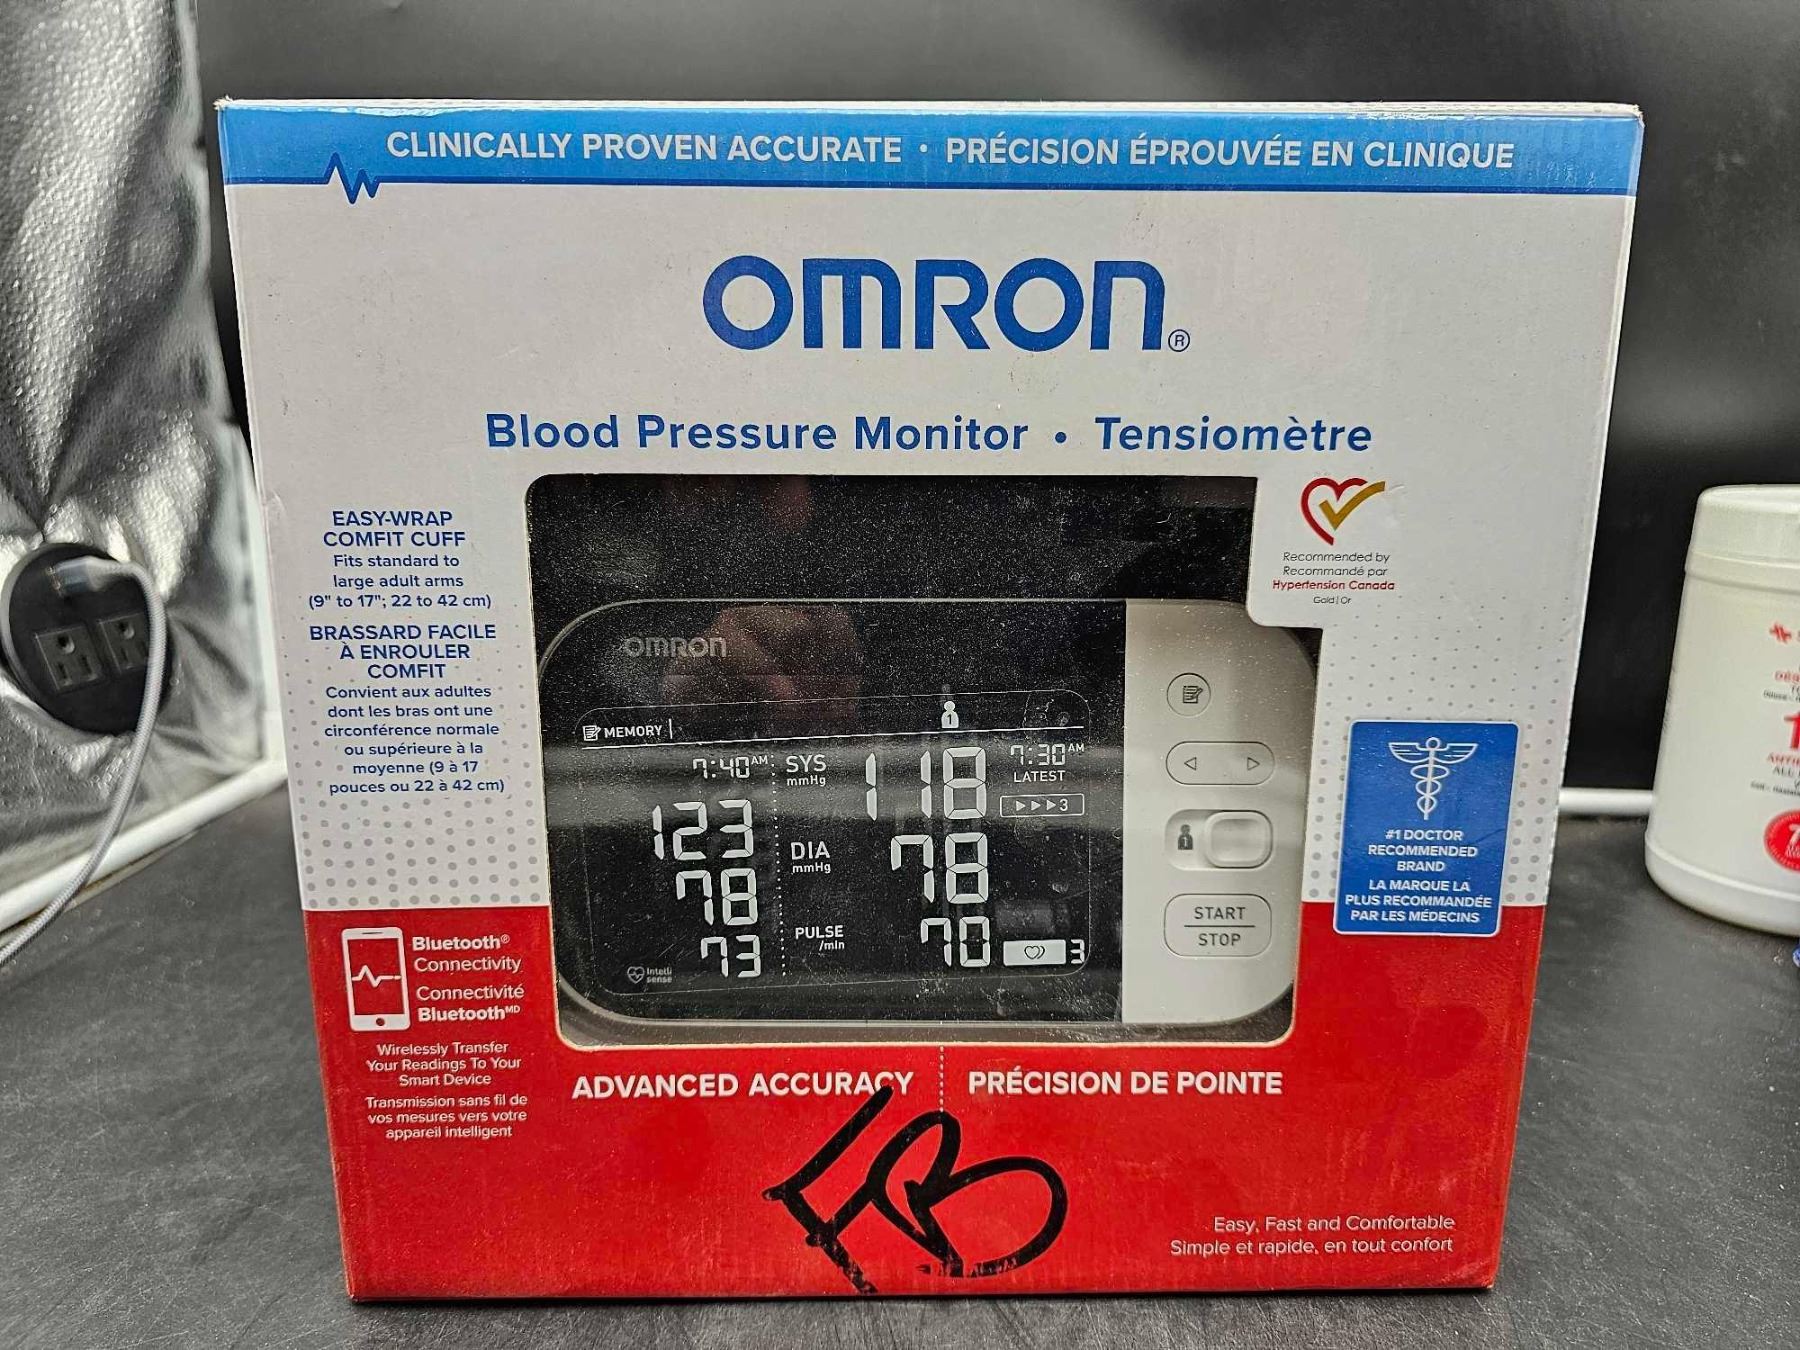 CLINICALLY PROVEN ACCURATE • PRÉCISION ÉPROUVÉE EN CLINIQUE
OMRON®
Blood Pressure Monitor • Tensiomètre
EASY-WRAP
COMFIT CUFF
Fits standard to
large adult arms
(9" to 17"; 22 to 42 cm)
BRASSARD FACILE
À ENROULER
COMFIT
Convient aux adultes
dont les bras ont une
circonférence normale
ou supérieure à la
moyenne (9 à 17
pouces ou 22 à 42 cm)
Recommended by
Recommandé par
Hypertension Canada
Gold | Or
OMRON
MEMORY
1
7:40AM SYS 118 7:30AM
mmHg LATEST
123 3
DIA 78
mmHg
78
PULSE 70
/min
73 3
Intelli
sense
1
START
STOP
#1 DOCTOR
RECOMMENDED
BRAND
LA MARQUE LA
PLUS RECOMMANDÉE
PAR LES MÉDECINS
Bluetooth®
Connectivity
Connectivité
BluetoothMD
Wirelessly Transfer
Your Readings To Your
Smart Device
Transmission sans fil de
vos mesures vers votre
appareil intelligent
ADVANCED ACCURACY PRÉCISION DE POINTE
Easy, Fast and Comfortable
Simple et rapide, en tout confort